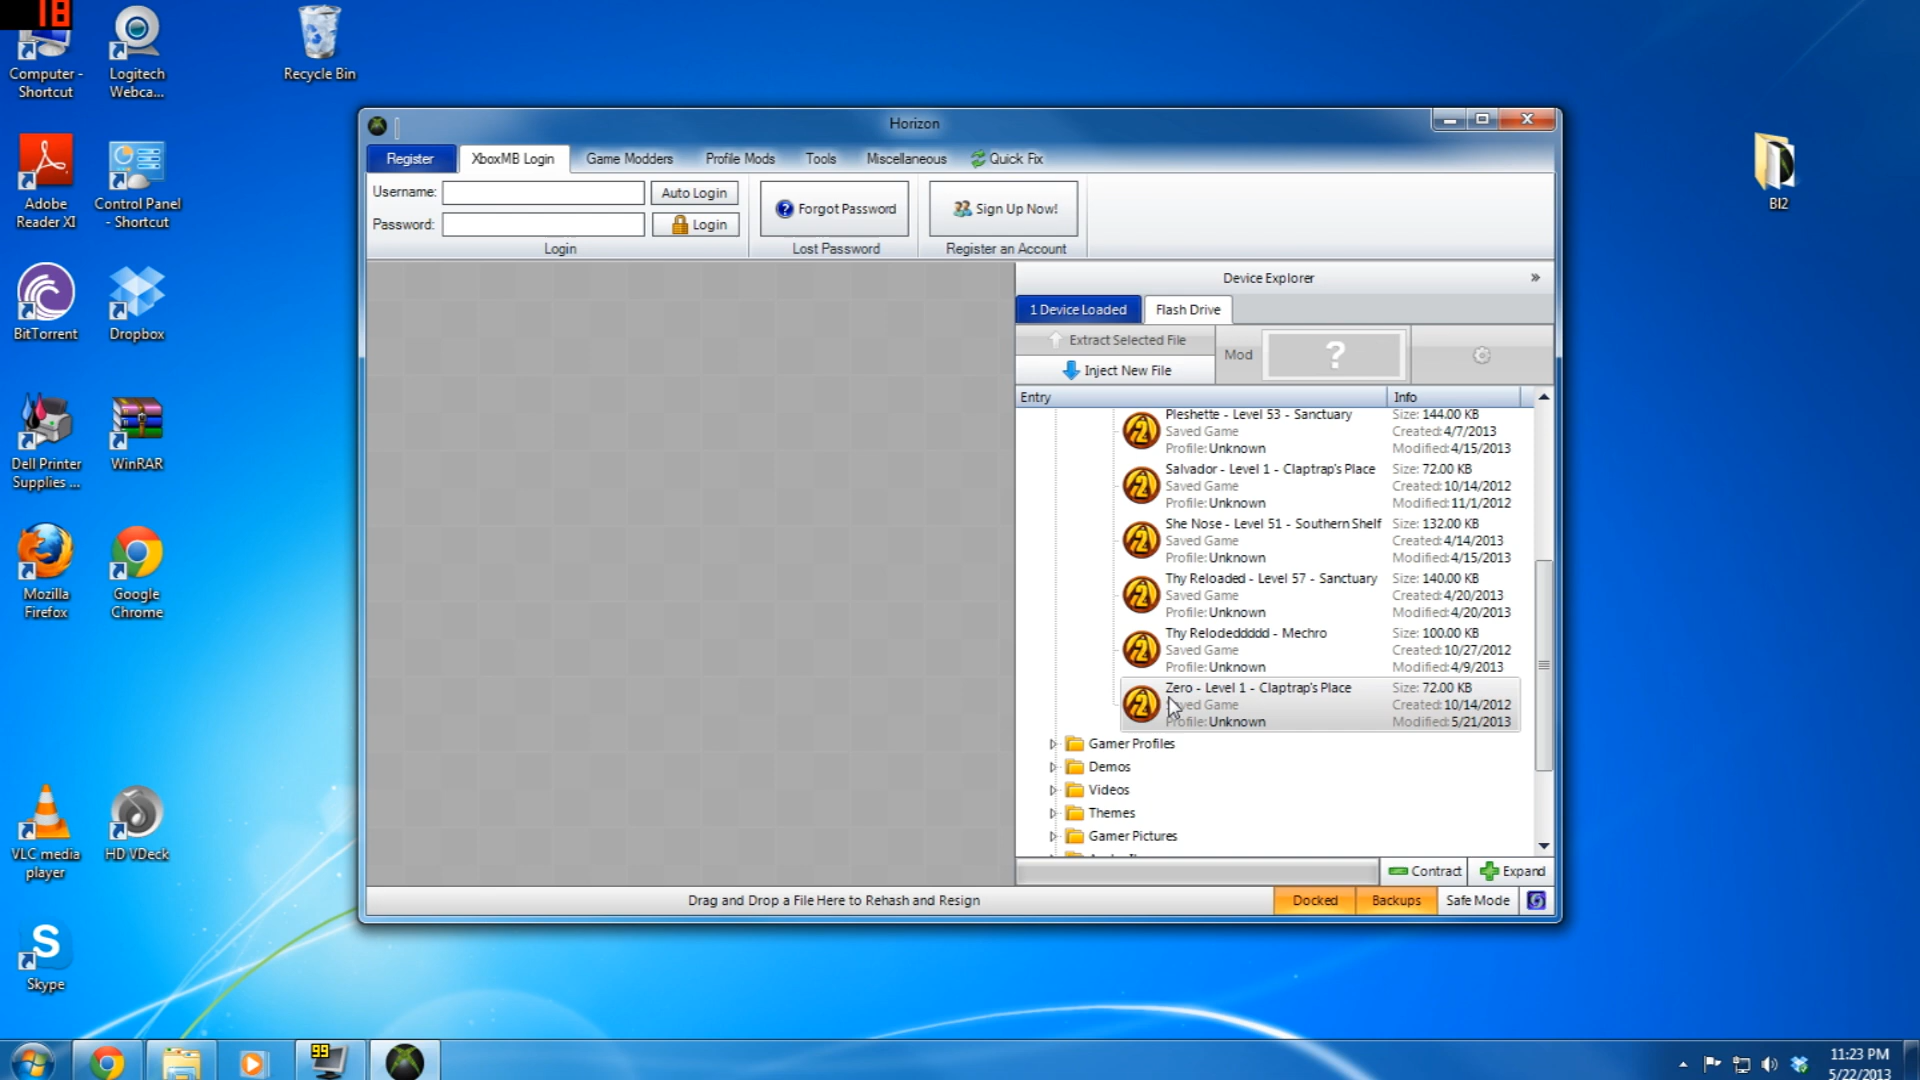 18
Computer -
Shortcut
Logitech
Webca...
Recycle Bin
Adobe
Reader XI
Control Panel
- Shortcut
BitTorrent
Dropbox
Dell Printer
Supplies ...
WinRAR
Mozilla
Firefox
Google
Chrome
VLC media
player
HD VDeck
Skype
BI2
Horizon
Register
XboxMB Login
Game Modders
Profile Mods
Tools
Miscellaneous
Quick Fix
Username:
Auto Login
Password:
Login
Login
Forgot Password
Lost Password
Sign Up Now!
Register an Account
Device Explorer
»
1 Device Loaded
Flash Drive
Extract Selected File
Inject New File
Mod
?
Entry
Info
Pleshette - Level 53 - Sanctuary
Saved Game
Profile: Unknown
Size: 144.00 KB
Created: 4/7/2013
Modified: 4/15/2013
Salvador - Level 1 - Claptrap's Place
Saved Game
Profile: Unknown
Size: 72.00 KB
Created: 10/14/2012
Modified: 11/1/2012
She Nose - Level 51 - Southern Shelf
Saved Game
Profile: Unknown
Size: 132.00 KB
Created: 4/14/2013
Modified: 4/15/2013
Thy Reloaded - Level 57 - Sanctuary
Saved Game
Profile: Unknown
Size: 140.00 KB
Created: 4/20/2013
Modified: 4/20/2013
Thy Relodeddddd - Mechro
Saved Game
Profile: Unknown
Size: 100.00 KB
Created: 10/27/2012
Modified: 4/9/2013
Zero - Level 1 - Claptrap's Place
Game
Profile: Unknown
Size: 72.00 KB
Created: 10/14/2012
Modified: 5/21/2013
Gamer Profiles
Demos
Videos
Themes
Gamer Pictures
Contract
Expand
Drag and Drop a File Here to Rehash and Resign
Docked
Backups
Safe Mode
99
11:23 PM
5/22/2013